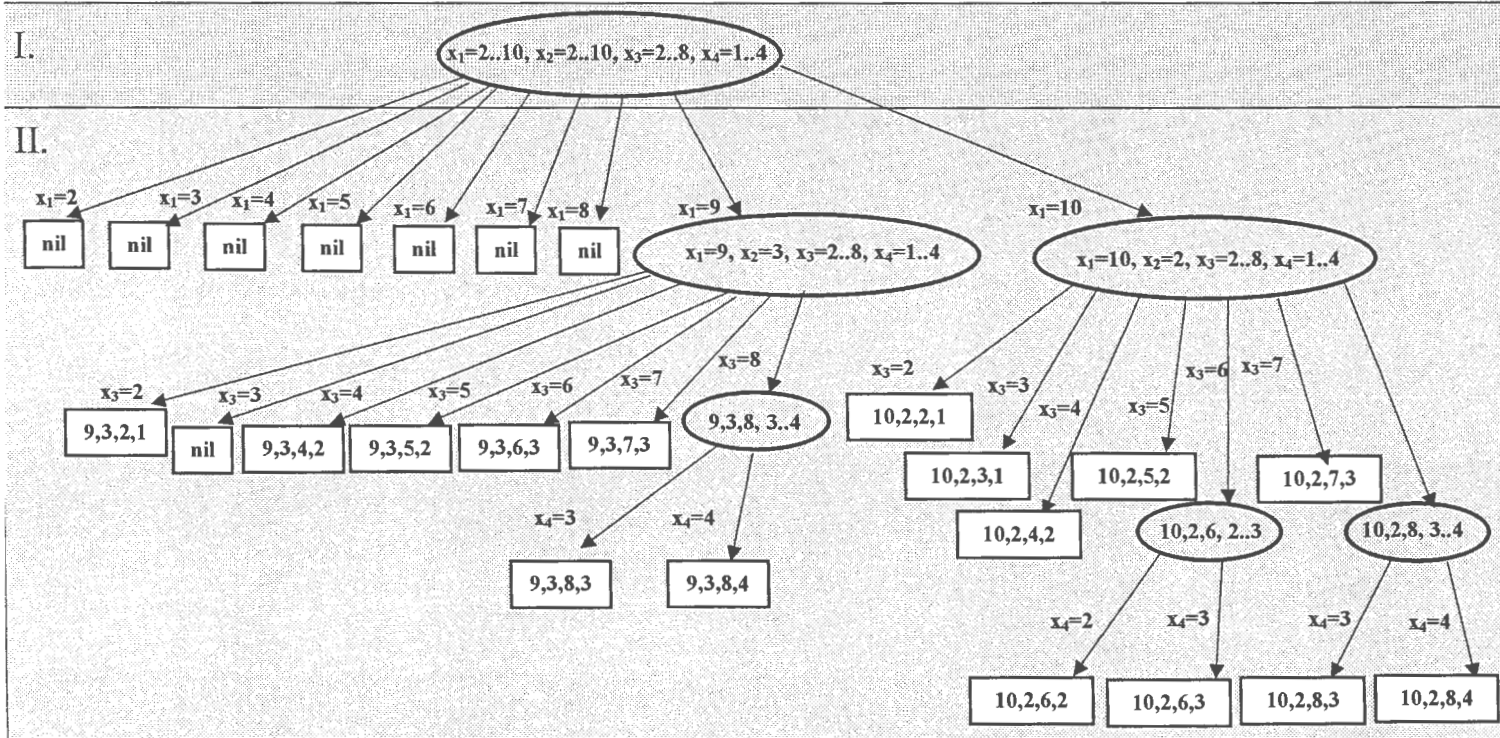 I.
x₁=2..10, x₂=2..10, x₃=2..8, x₄=1..4
II.
x₁=2 x₁=3 x₁=4 x₁=5 x₁=6 x₁=7 x₁=8 x₁=9 x₁=10
nil nil nil nil nil nil nil
x₁=9, x₂=3, x₃=2..8, x₄=1..4 x₁=10, x₂=2, x₃=2..8, x₄=1..4
x₃=2 x₃=3 x₃=4 x₃=5 x₃=6 x₃=7 x₃=8 x₃=2 x₃=3 x₃=4 x₃=5 x₃=6 x₃=7
9,3,2,1 nil 9,3,4,2 9,3,5,2 9,3,6,3 9,3,7,3 9,3,8, 3..4 10,2,2,1
10,2,3,1 10,2,5,2 10,2,7,3
x₄=3 x₄=4 10,2,4,2 10,2,6, 2..3 10,2,8, 3..4
9,3,8,3 9,3,8,4
x₄=2 x₄=3 x₄=3 x₄=4
10,2,6,2 10,2,6,3 10,2,8,3 10,2,8,4